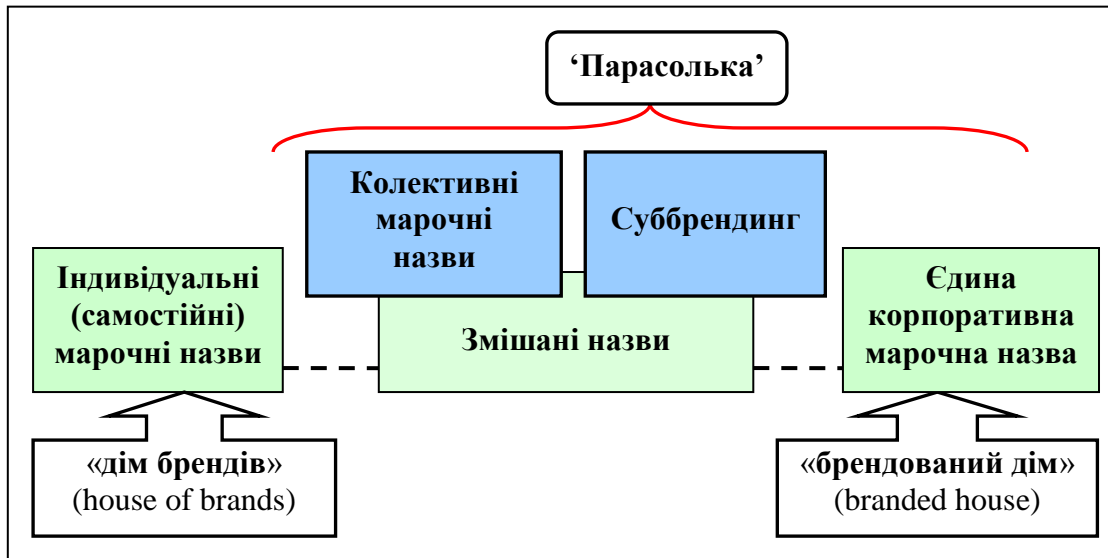 ‘Парасолька’
Колективні
марочні
назви
Суббрендинг
Індивідуальні
(самостійні)
марочні назви
Змішані назви
Єдина
корпоративна
марочна назва
«дім брендів»
(house of brands)
«брендований дім»
(branded house)